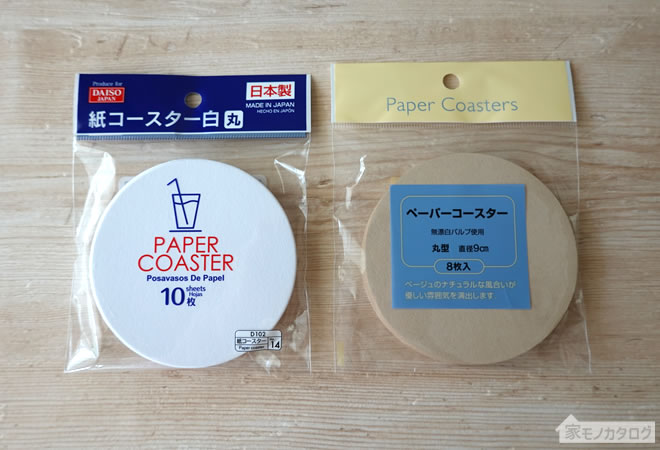 Produce for
DAISO
JAPAN
日本製
MADE IN JAPAN
HECHO EN JAPÓN
紙コースター白 丸
PAPER
COASTER
Posavasos De Papel
10 sheets
Hojas
枚
D102
紙コースター
Paper coaster
14
Paper Coasters
ペーパーコースター
無漂白パルプ使用
丸型 直径9cm
8枚入
ベージュのナチュラルな風合いが
優しい雰囲気を演出します
家モノカタログ